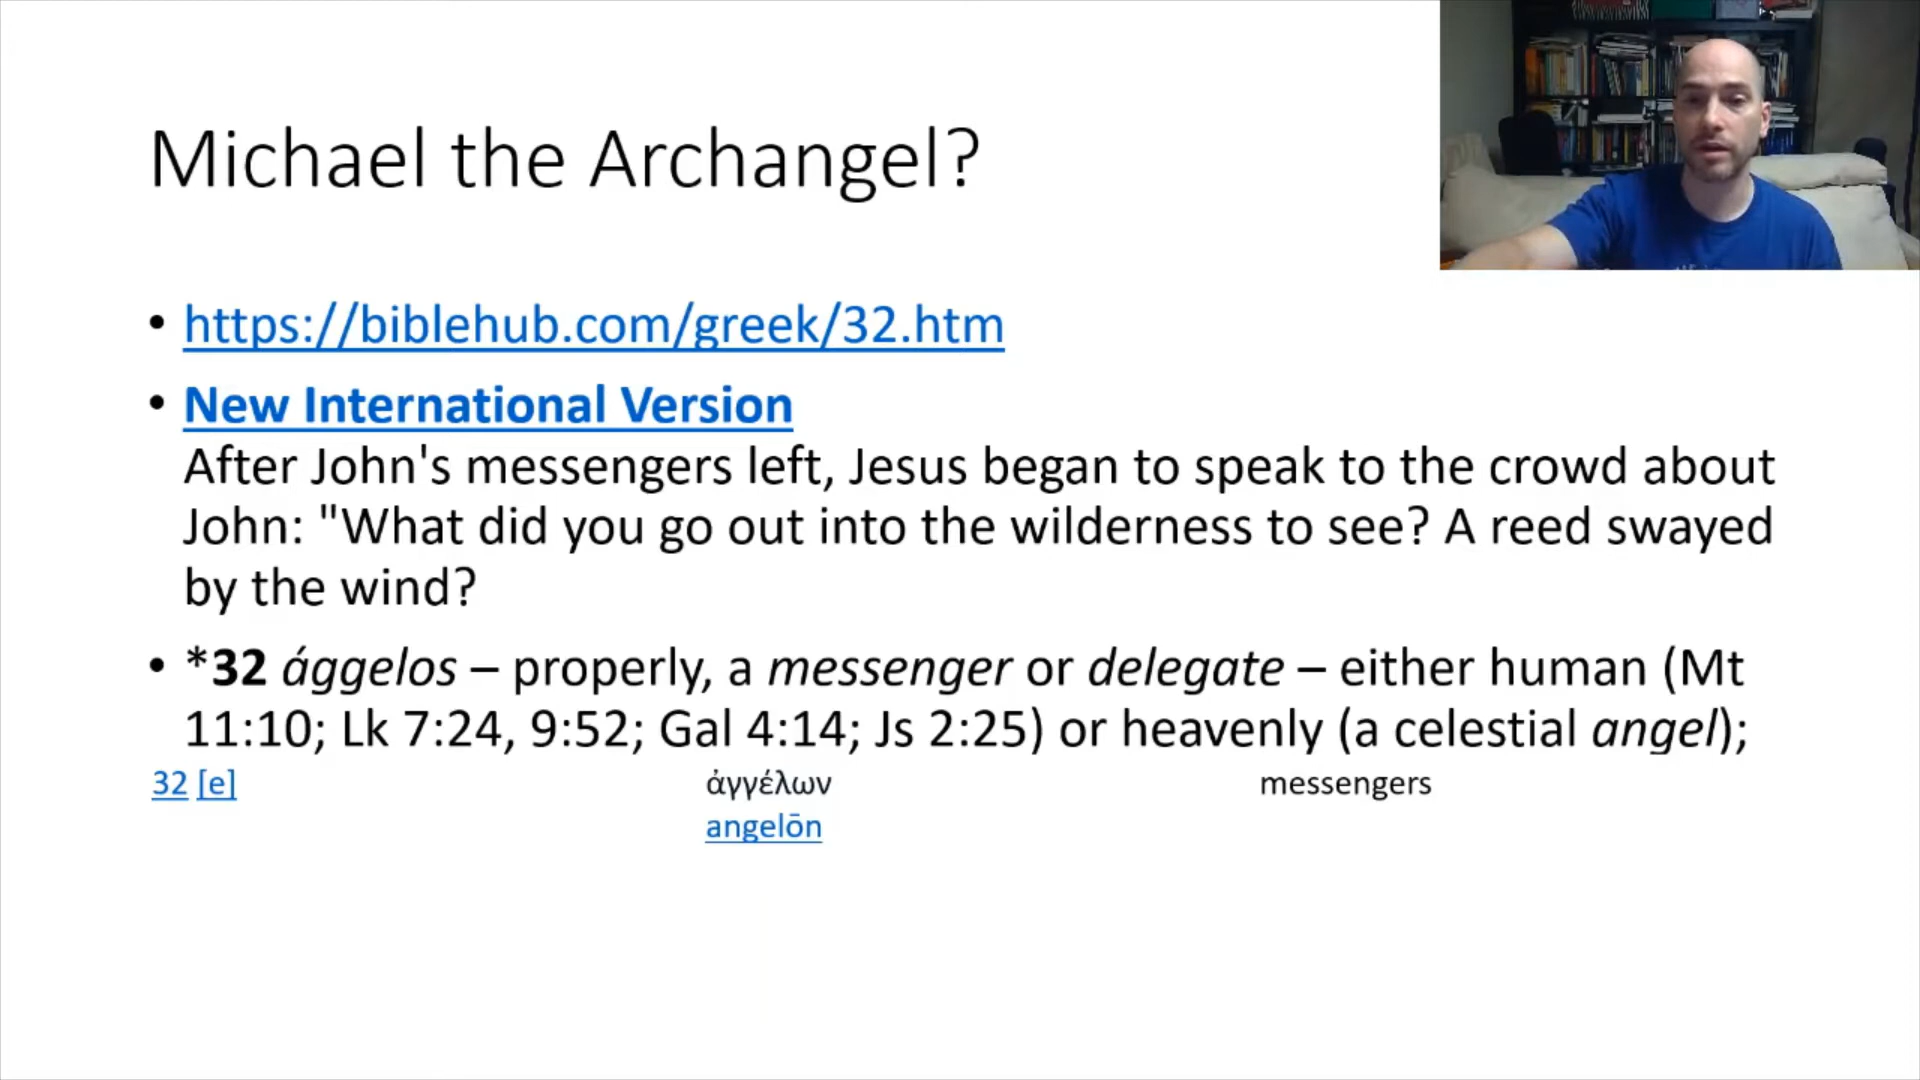 Michael the Archangel?
• https://biblehub.com/greek/32.htm
• New International Version
After John's messengers left, Jesus began to speak to the crowd about
John: "What did you go out into the wilderness to see? A reed swayed
by the wind?
• *32 ággelos – properly, a messenger or delegate – either human (Mt
11:10; Lk 7:24, 9:52; Gal 4:14; Js 2:25) or heavenly (a celestial angel);
32 [e] ἀγγέλων messengers
angelōn